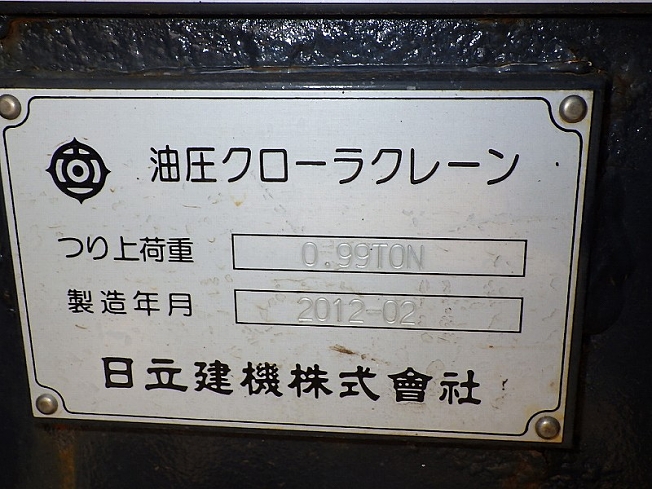 油圧クローラクレーン
つり上荷重 0.99TON
製造年月 2012-02
日立建機株式會社